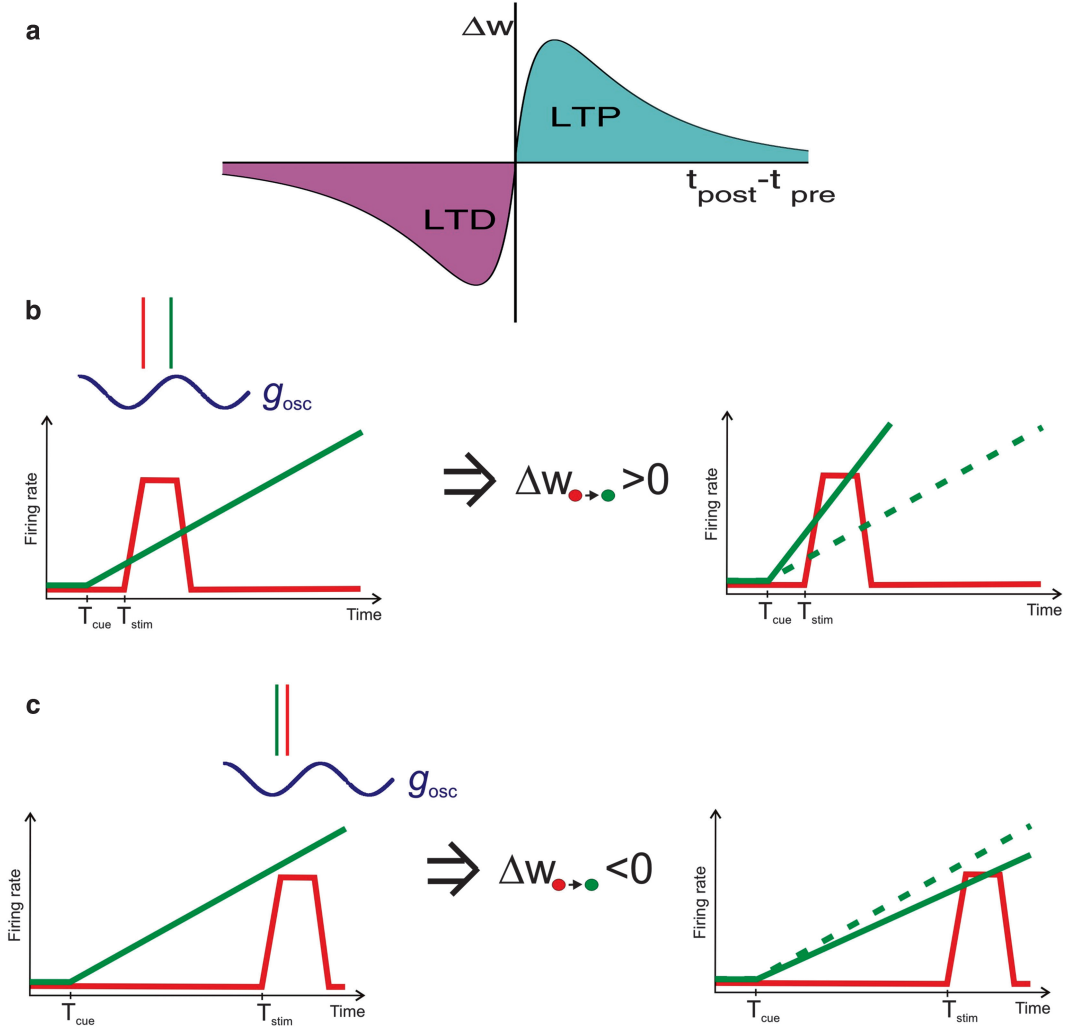 a
Δw
LTP
LTD
tpost-t pre
b
gosc
Firing rate
Tcue
Tstim
Time
⇒ Δw → >0
Firing rate
Tcue
Tstim
Time
c
gosc
Firing rate
Tcue
Tstim
Time
⇒ Δw → <0
Firing rate
Tcue
Tstim
Time